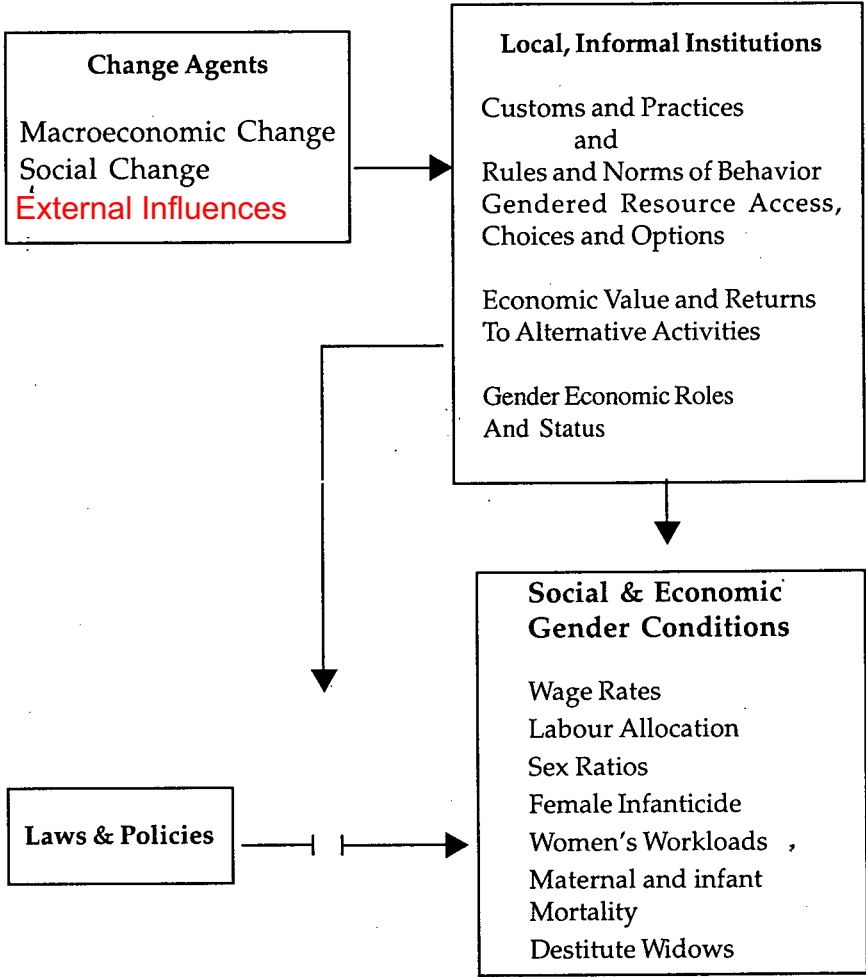 Change Agents
Macroeconomic Change
Social Change
External Influences
Local, Informal Institutions
Customs and Practices
and
Rules and Norms of Behavior
Gendered Resource Access,
Choices and Options
Economic Value and Returns
To Alternative Activities
Gender Economic Roles
And Status
Social & Economic
Gender Conditions
Wage Rates
Labour Allocation
Sex Ratios
Female Infanticide
Women's Workloads ,
Maternal and infant
Mortality
Destitute Widows
Laws & Policies